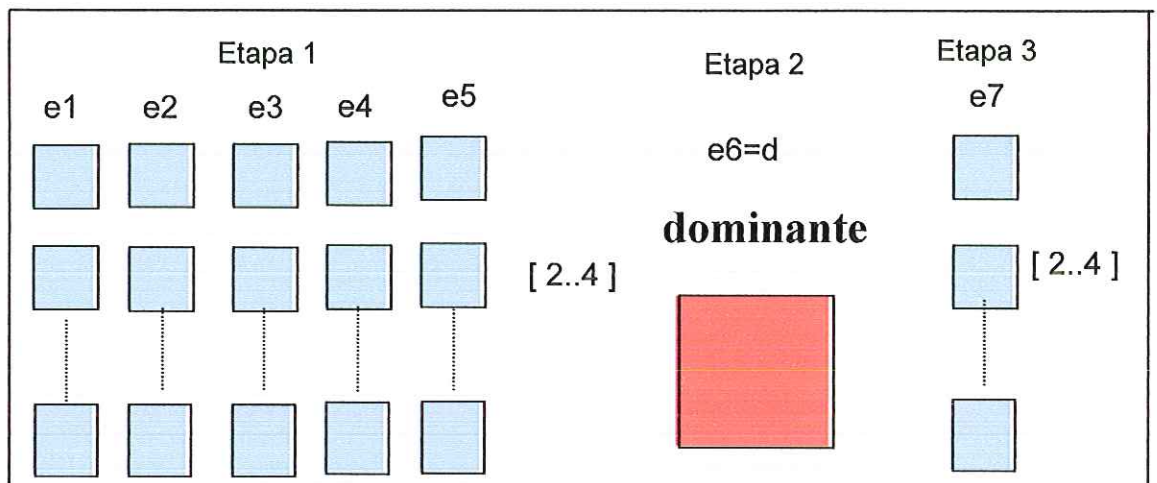 Etapa 1
Etapa 2
Etapa 3
e1 e2 e3 e4 e5
e6=d
e7
dominante
[ 2..4 ]
[ 2..4 ]